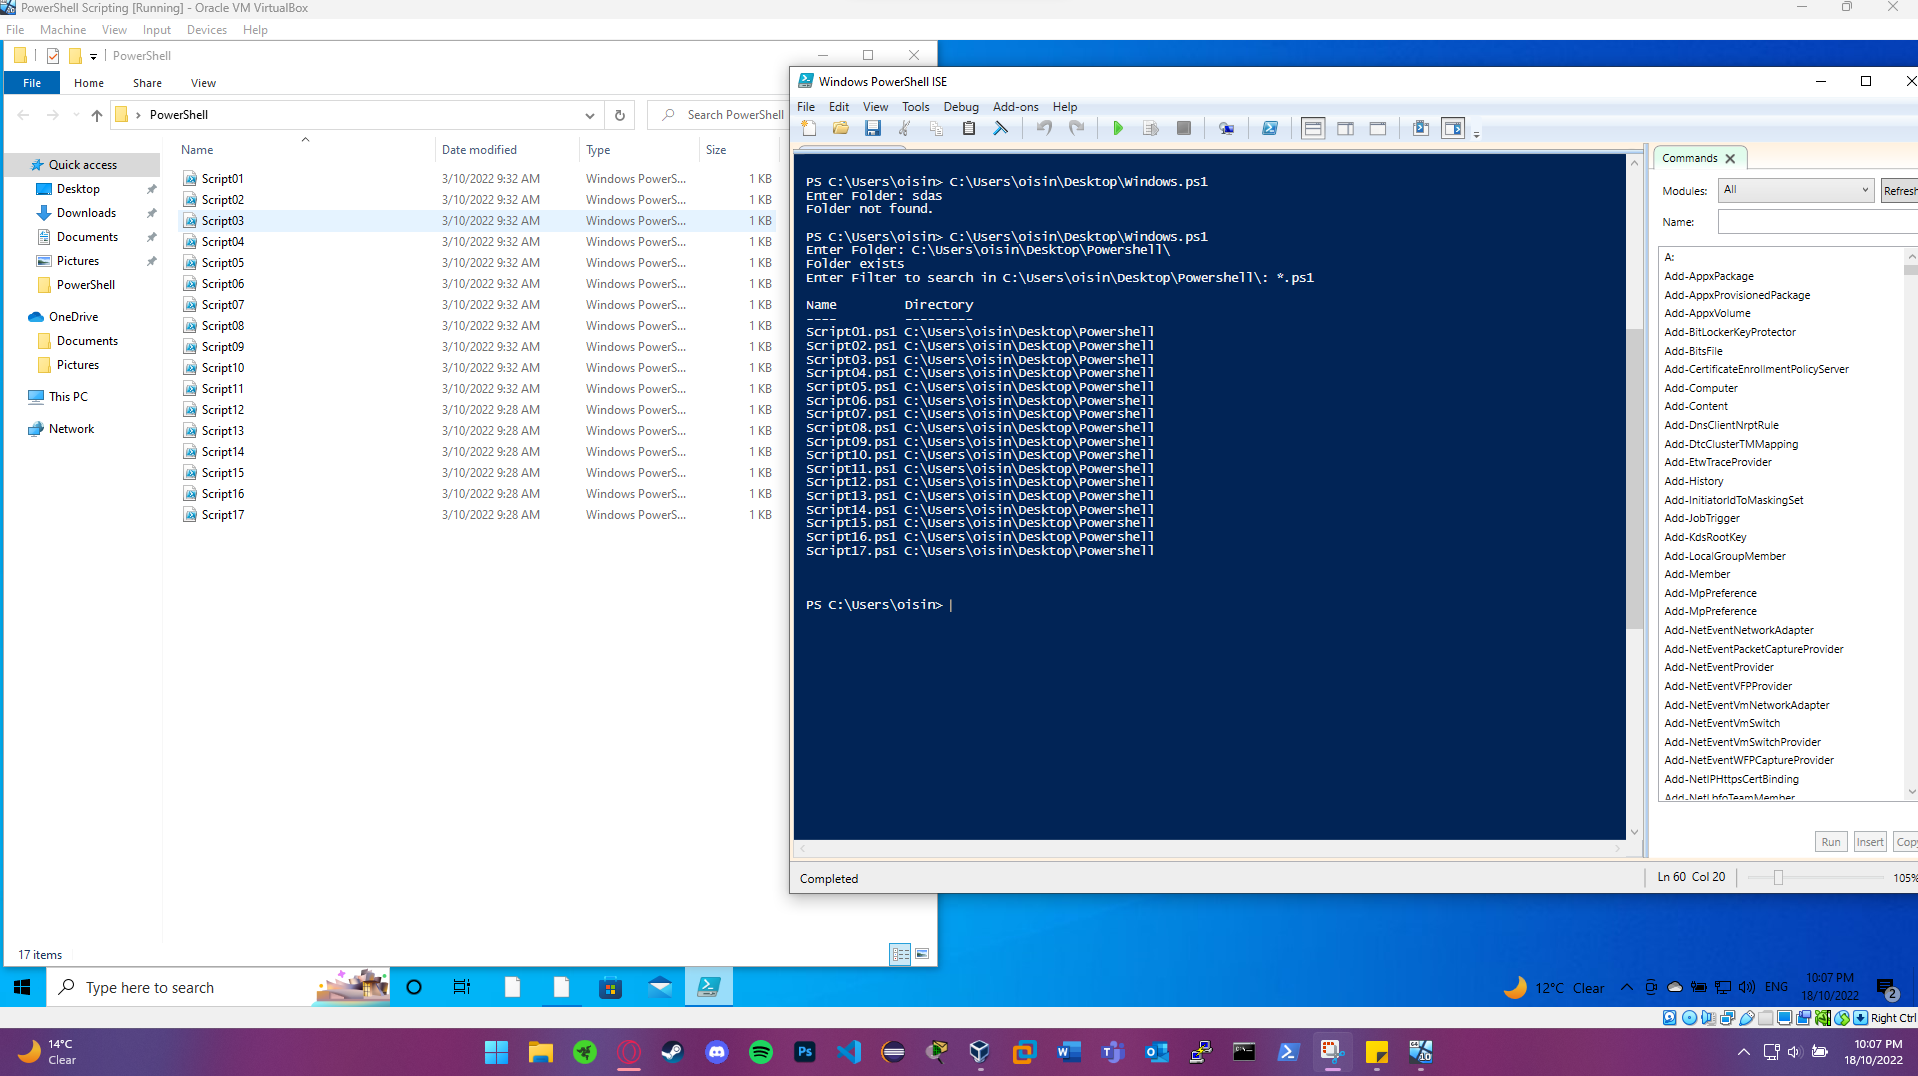 PowerShell Scripting [Running] - Oracle VM VirtualBox
File Machine View Input Devices Help
PowerShell
File Home Share View
PowerShell
Search PowerShell
Name Date modified Type Size
Quick access
Desktop
Downloads
Documents
Pictures
PowerShell
OneDrive
Documents
Pictures
This PC
Network
Script01 3/10/2022 9:32 AM Windows PowerS... 1 KB
Script02 3/10/2022 9:32 AM Windows PowerS... 1 KB
Script03 3/10/2022 9:32 AM Windows PowerS... 1 KB
Script04 3/10/2022 9:32 AM Windows PowerS... 1 KB
Script05 3/10/2022 9:32 AM Windows PowerS... 1 KB
Script06 3/10/2022 9:32 AM Windows PowerS... 1 KB
Script07 3/10/2022 9:32 AM Windows PowerS... 1 KB
Script08 3/10/2022 9:32 AM Windows PowerS... 1 KB
Script09 3/10/2022 9:32 AM Windows PowerS... 1 KB
Script10 3/10/2022 9:32 AM Windows PowerS... 1 KB
Script11 3/10/2022 9:32 AM Windows PowerS... 1 KB
Script12 3/10/2022 9:28 AM Windows PowerS... 1 KB
Script13 3/10/2022 9:28 AM Windows PowerS... 1 KB
Script14 3/10/2022 9:28 AM Windows PowerS... 1 KB
Script15 3/10/2022 9:28 AM Windows PowerS... 1 KB
Script16 3/10/2022 9:28 AM Windows PowerS... 1 KB
Script17 3/10/2022 9:28 AM Windows PowerS... 1 KB
17 items
Windows PowerShell ISE
File Edit View Tools Debug Add-ons Help
PS C:\Users\oisin> C:\Users\oisin\Desktop\Windows.ps1
Enter Folder: sdas
Folder not found.
PS C:\Users\oisin> C:\Users\oisin\Desktop\Windows.ps1
Enter Folder: C:\Users\oisin\Desktop\Powershell\
Folder exists
Enter Filter to search in C:\Users\oisin\Desktop\Powershell\: *.ps1
Name Directory
---- ---------
Script01.ps1 C:\Users\oisin\Desktop\Powershell
Script02.ps1 C:\Users\oisin\Desktop\Powershell
Script03.ps1 C:\Users\oisin\Desktop\Powershell
Script04.ps1 C:\Users\oisin\Desktop\Powershell
Script05.ps1 C:\Users\oisin\Desktop\Powershell
Script06.ps1 C:\Users\oisin\Desktop\Powershell
Script07.ps1 C:\Users\oisin\Desktop\Powershell
Script08.ps1 C:\Users\oisin\Desktop\Powershell
Script09.ps1 C:\Users\oisin\Desktop\Powershell
Script10.ps1 C:\Users\oisin\Desktop\Powershell
Script11.ps1 C:\Users\oisin\Desktop\Powershell
Script12.ps1 C:\Users\oisin\Desktop\Powershell
Script13.ps1 C:\Users\oisin\Desktop\Powershell
Script14.ps1 C:\Users\oisin\Desktop\Powershell
Script15.ps1 C:\Users\oisin\Desktop\Powershell
Script16.ps1 C:\Users\oisin\Desktop\Powershell
Script17.ps1 C:\Users\oisin\Desktop\Powershell
PS C:\Users\oisin>
Commands
Modules: All Refresh
Name:
A:
Add-AppxPackage
Add-AppxProvisionedPackage
Add-AppxVolume
Add-BitLockerKeyProtector
Add-BitsFile
Add-CertificateEnrollmentPolicyServer
Add-Computer
Add-Content
Add-DnsClientNrptRule
Add-DtcClusterTMMapping
Add-EtwTraceProvider
Add-History
Add-InitiatorIdToMaskingSet
Add-JobTrigger
Add-KdsRootKey
Add-LocalGroupMember
Add-Member
Add-MpPreference
Add-MpPreference
Add-NetEventNetworkAdapter
Add-NetEventPacketCaptureProvider
Add-NetEventProvider
Add-NetEventVFPProvider
Add-NetEventVmNetworkAdapter
Add-NetEventVmSwitch
Add-NetEventVmSwitchProvider
Add-NetEventWFPCaptureProvider
Add-NetIPHttpsCertBinding
Add-NetLbfoTeamMember
Run Insert Copy
Completed
Ln 60 Col 20
105%
Type here to search
12°C Clear
ENG
10:07 PM
18/10/2022
2
Right Ctrl
14°C
Clear
Ps
10:07 PM
18/10/2022